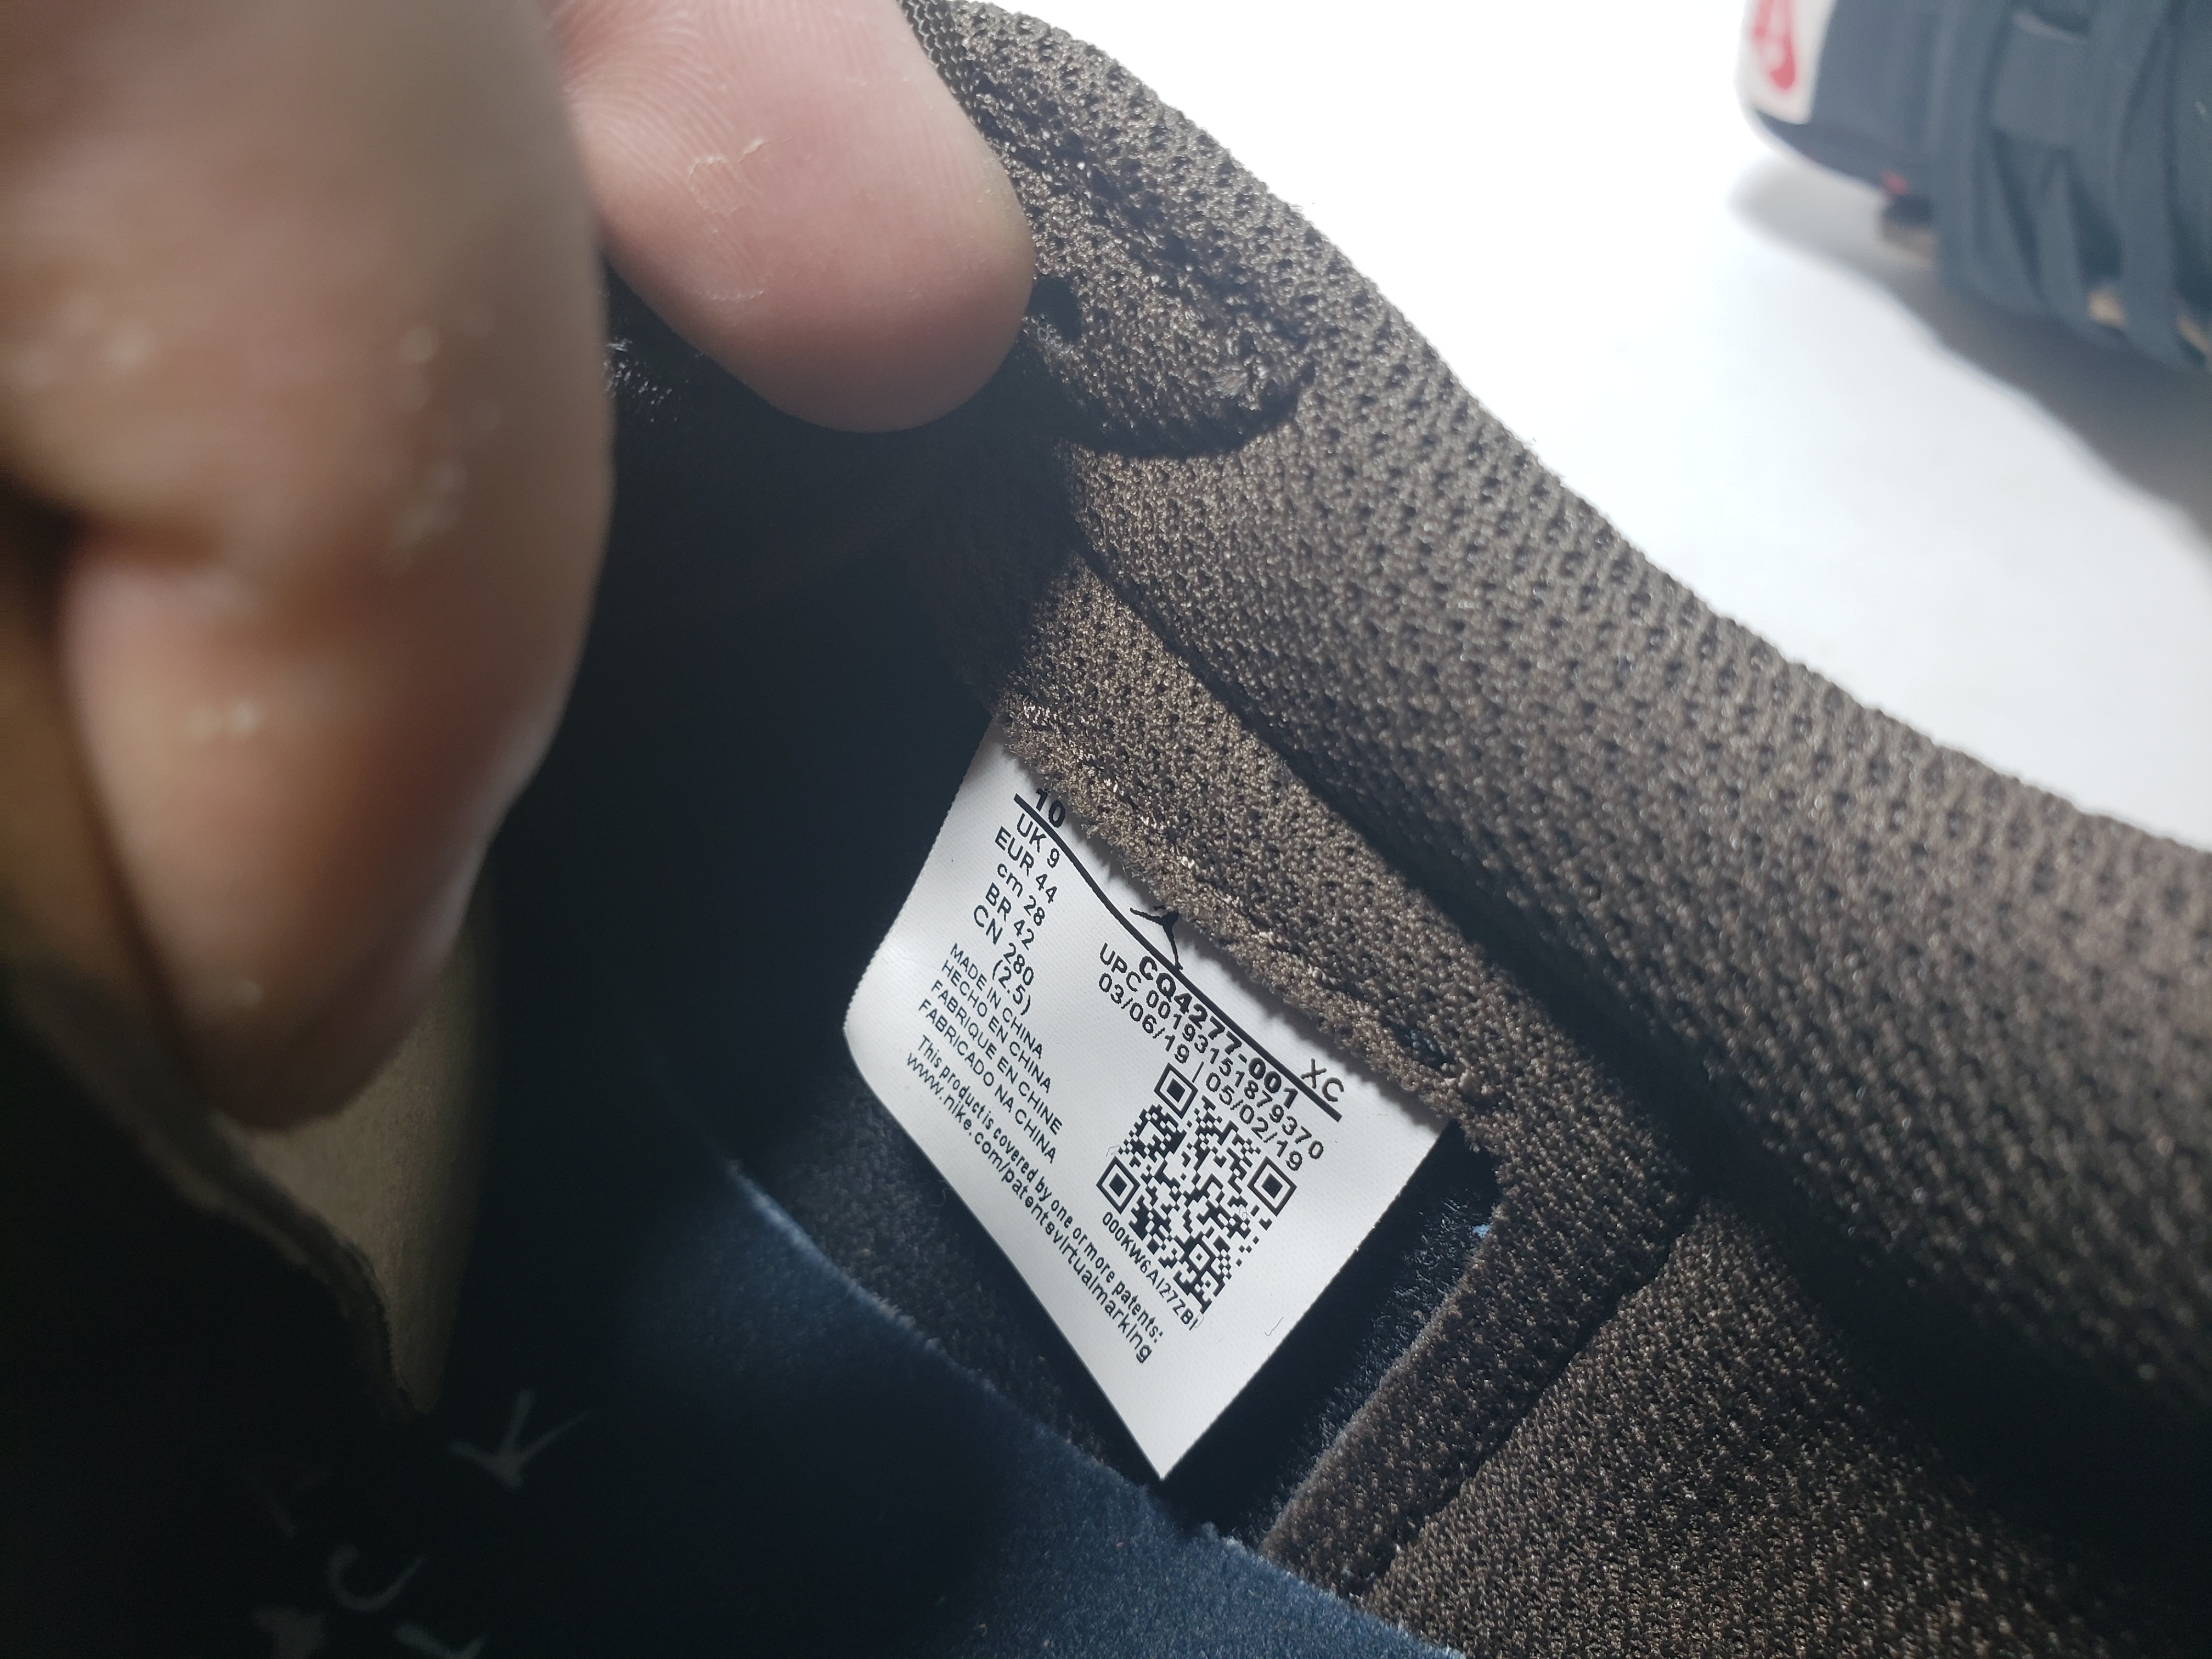 10
UK 9
EUR 44
cm 28
BR 42
CN 280
(2.5)
MADE IN CHINA
HECHO EN CHINA
FABRIQUE EN CHINE
FABRICADO NA CHINA
This product is covered by one or more patents:
www.nike.com/patentsvirtualmarking
XC
CQ4277-001
UPC 00193151879370
03/06/19 | 05/02/19